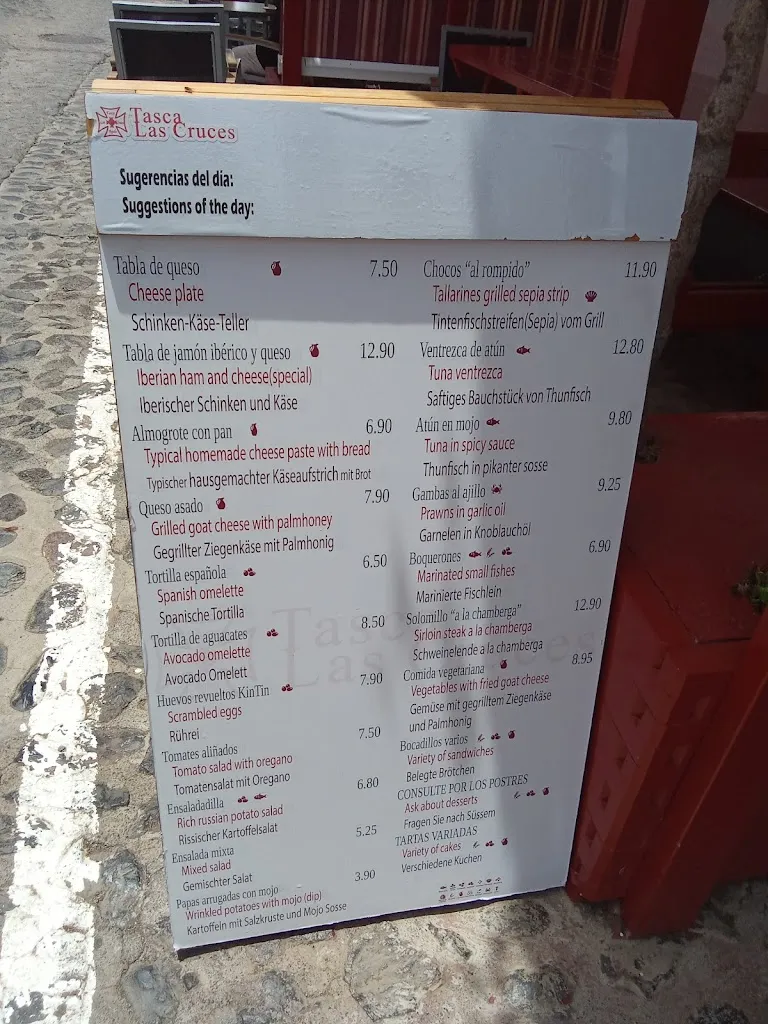 Tasca
Las Cruces
Sugerencias del día:
Suggestions of the day:
Tabla de queso 7.50
Cheese plate
Schinken-Käse-Teller
Tabla de jamón ibérico y queso 12.90
Iberian ham and cheese(special)
Iberischer Schinken und Käse
Almogrote con pan 6.90
Typical homemade cheese paste with bread
Typischer hausgemachter Käseaufstrich mit Brot
Queso asado 7.90
Grilled goat cheese with palmhoney
Gegrillter Ziegenkäse mit Palmhonig
Tortilla española 6.50
Spanish omelette
Spanische Tortilla
Tortilla de aguacates 8.50
Avocado omelette
Avocado Omelett
Huevos revueltos KinTin 7.90
Scrambled eggs
Rührei
Tomates aliñados 7.50
Tomato salad with oregano
Tomatensalat mit Oregano
Ensaladadilla 6.80
Rich russian potato salad
Rissischer Kartoffelsalat
Ensalada mixta 5.25
Mixed salad
Gemischter Salat
Papas arrugadas con mojo 3.90
Wrinkled potatoes with mojo (dip)
Kartoffeln mit Salzkruste und Mojo Sosse
Chocos "al rompido" 11.90
Tallarines grilled sepia strip
Tintenfischstreifen(Sepia) vom Grill
Ventrezca de atún 12.80
Tuna ventrezca
Saftiges Bauchstück von Thunfisch
Atún en mojo 9.80
Tuna in spicy sauce
Thunfisch in pikanter sosse
Gambas al ajillo 9.25
Prawns in garlic oil
Garnelen in Knoblauchöl
Boquerones 6.90
Marinated small fishes
Marinierte Fischlein
Solomillo "a la chamberga" 12.90
Sirloin steak a la chamberga
Schweinelende a la chamberga
Comida vegetariana 8.95
Vegetables with fried goat cheese
Gemüse mit gegrilltem Ziegenkäse
und Palmhonig
Bocadillos varios
Variety of sandwiches
Belegte Brötchen
CONSULTE POR LOS POSTRES
Ask about desserts
Fragen Sie nach Süssem
TARTAS VARIADAS
Variety of cakes
Verschiedene Kuchen
Tasca
Las Cruces